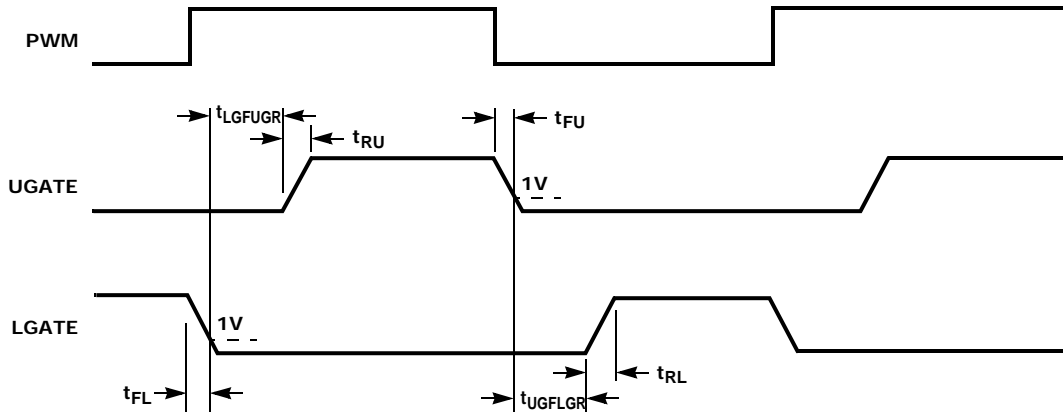 PWM
tLGFUGR
tRU
tFU
UGATE
1V
LGATE
1V
tFL
tUGFLGR
tRL